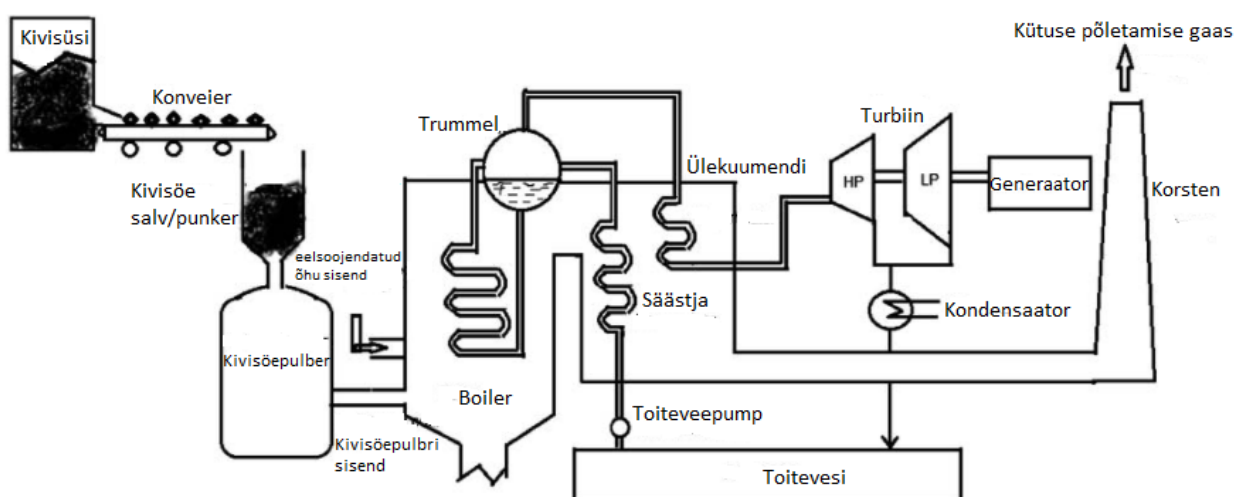 Kivisüsi
Konveier
Kivisöe
salv/punker
eelsoojendatud
õhu sisend
Kivisöepulber
Kivisöepulbri
sisend
Trummel
Boiler
Ülekuumendi
Säästja
Toiteveepump
Toitevesi
Turbiin
HP
LP
Generaator
Kondensaator
Kütuse põletamise gaas
Korsten